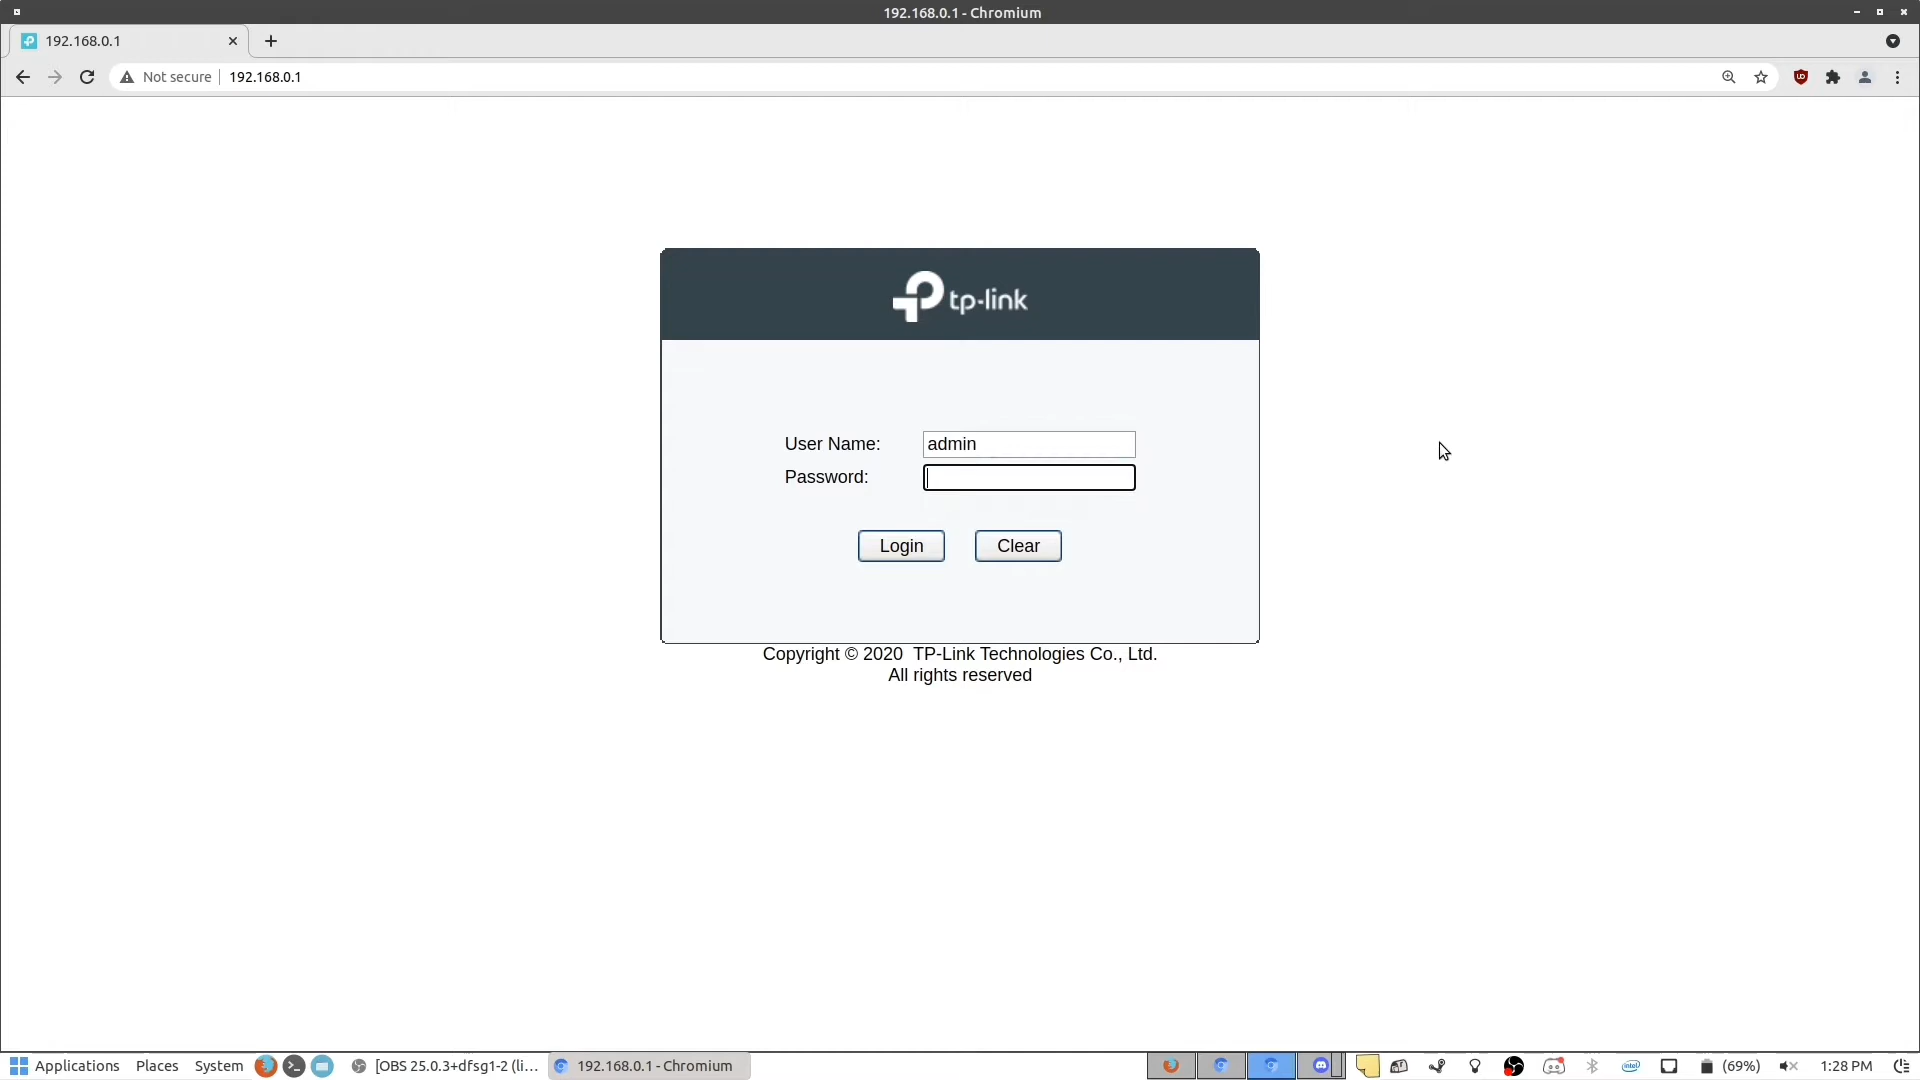 192.168.0.1 - Chromium
192.168.0.1
Not secure 192.168.0.1
tp-link
User Name: admin
Password:
Login Clear
Copyright © 2020 TP-Link Technologies Co., Ltd.
All rights reserved
Applications Places System [OBS 25.0.3+dfsg1-2 (li... 192.168.0.1 - Chromium intel (69%) 1:28 PM